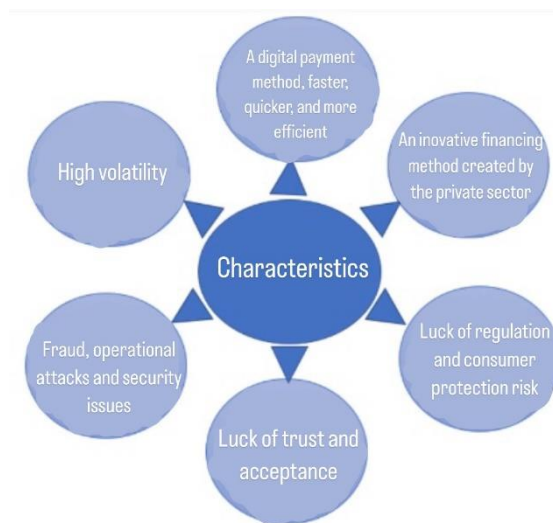 A digital payment
method, faster,
quicker, and more
efficient
An inovative financing
method created by
the private sector
High volatility
Characteristics
Luck of regulation
and consumer
protection risk
Fraud, operational
attacks and security
issues
Luck of trust and
acceptance